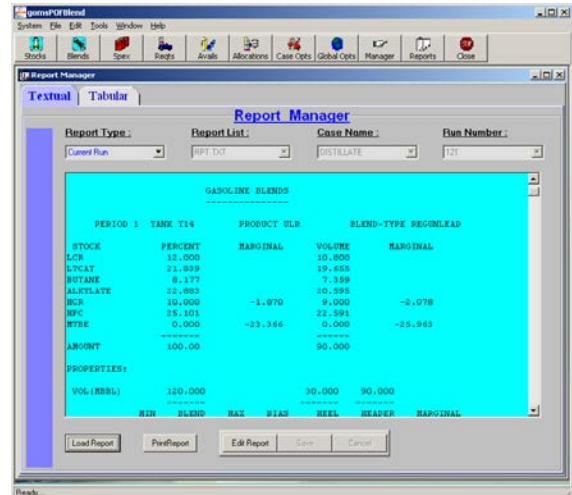 gomsPOFBlend
System File Edit Tools Window Help
Stocks Blends Spex Reqts Avails Allocations Case Opts Global Opts Manager Reports Close
Report Manager
Textual Tabular
Report Manager
Report Type : Report List : Case Name : Run Number :
Current Run RPT.TXT DISTILLATE 121
GASOLINE BLENDS
---------------
PERIOD 1 TANK T14 PRODUCT ULR BLEND-TYPE REGUNLEAD
STOCK PERCENT MARGINAL VOLUME MARGINAL
LCR 12.000 10.800
LTCAT 21.839 19.655
BUTANE 8.177 7.359
ALKYLATE 22.883 20.595
HCR 10.000 -1.870 9.000 -2.078
HFC 25.101 22.591
MTBE 0.000 -23.366 0.000 -25.963
------- -------
AMOUNT 100.00 90.000
PROPERTIES:
VOL(MBBL) 120.000 30.000 90.000
------- ------- -------
MIN BLEND MAX BIAS HEEL HEADER MARGINAL
Load Report PrintReport Edit Report Save Cancel
Ready...